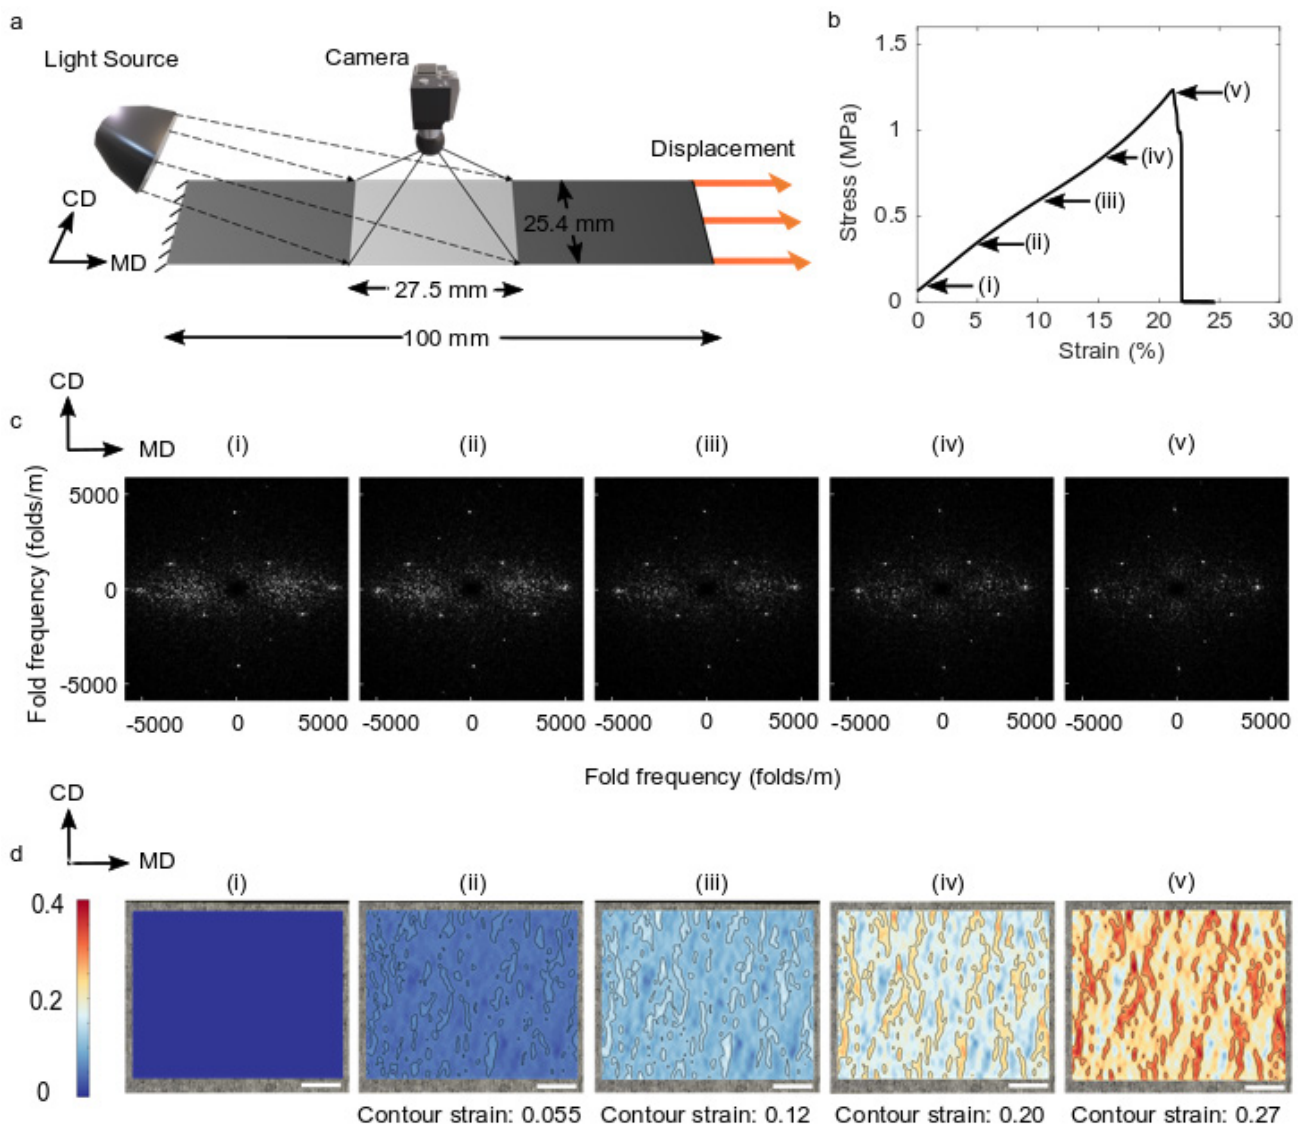 a
Light Source
Camera
Displacement
CD
MD
25.4 mm
27.5 mm
100 mm
b
Stress (MPa)
1.5
1
0.5
0
0 5 10 15 20 25 30
Strain (%)
(i)
(ii)
(iii)
(iv)
(v)
CD
MD
c
(i) (ii) (iii) (iv) (v)
Fold frequency (folds/m)
5000
0
-5000
-5000 0 5000 -5000 0 5000 -5000 0 5000 -5000 0 5000 -5000 0 5000
Fold frequency (folds/m)
CD
MD
d
(i) (ii) (iii) (iv) (v)
0.4
0.2
0
Contour strain: 0.055 Contour strain: 0.12 Contour strain: 0.20 Contour strain: 0.27